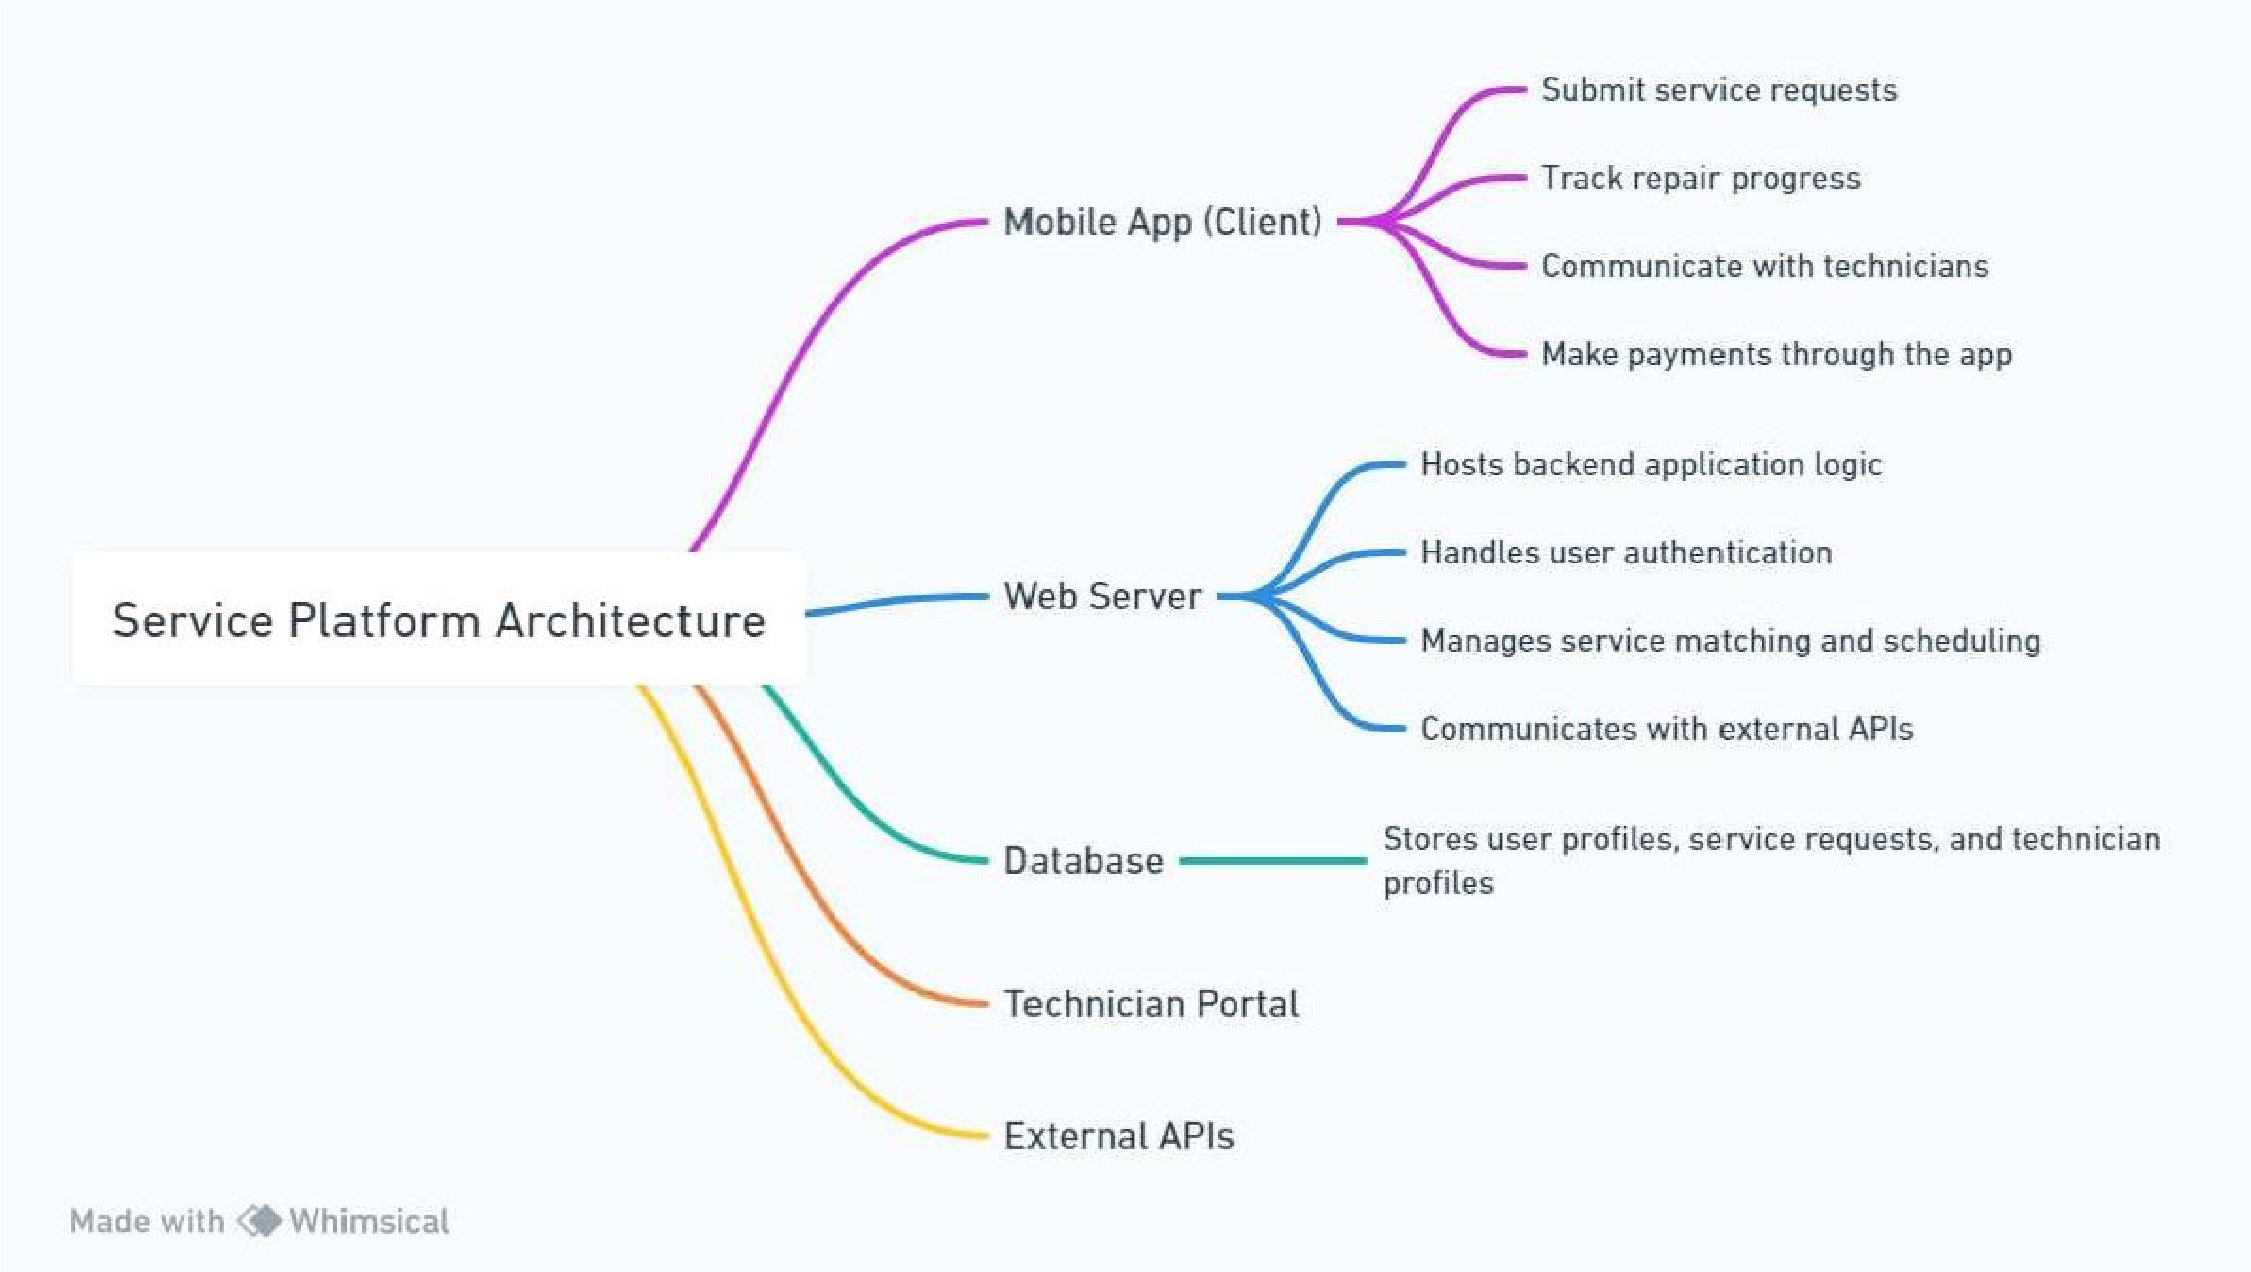 Service Platform Architecture
Mobile App (Client)
Submit service requests
Track repair progress
Communicate with technicians
Make payments through the app
Web Server
Hosts backend application logic
Handles user authentication
Manages service matching and scheduling
Communicates with external APIs
Database
Stores user profiles, service requests, and technician
profiles
Technician Portal
External APIs
Made with Whimsical